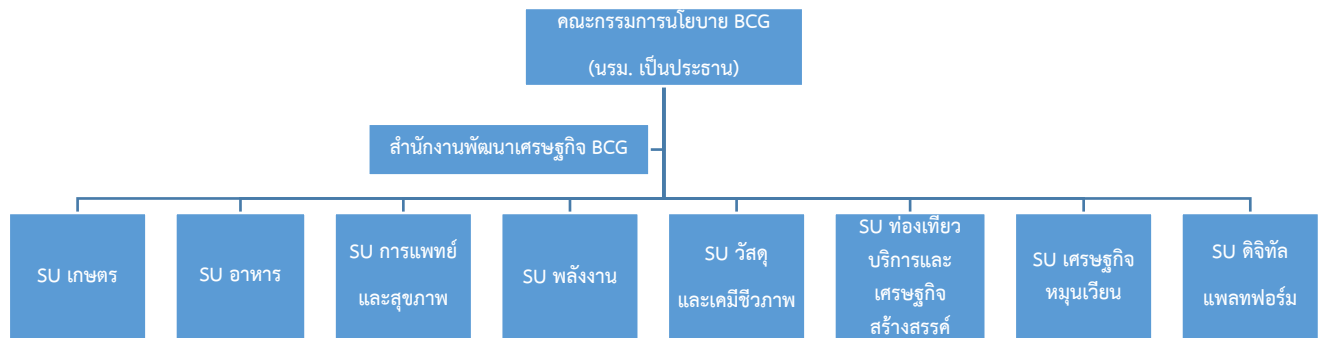 คณะกรรมการนโยบาย BCG
(นรม. เป็นประธาน)
สำนักงานพัฒนาเศรษฐกิจ BCG
SU เกษตร
SU อาหาร
SU การแพทย์
และสุขภาพ
SU พลังงาน
SU วัสดุ
และเคมีชีวภาพ
SU ท่องเที่ยว
บริการและ
เศรษฐกิจ
สร้างสรรค์
SU เศรษฐกิจ
หมุนเวียน
SU ดิจิทัล
แพลทฟอร์ม